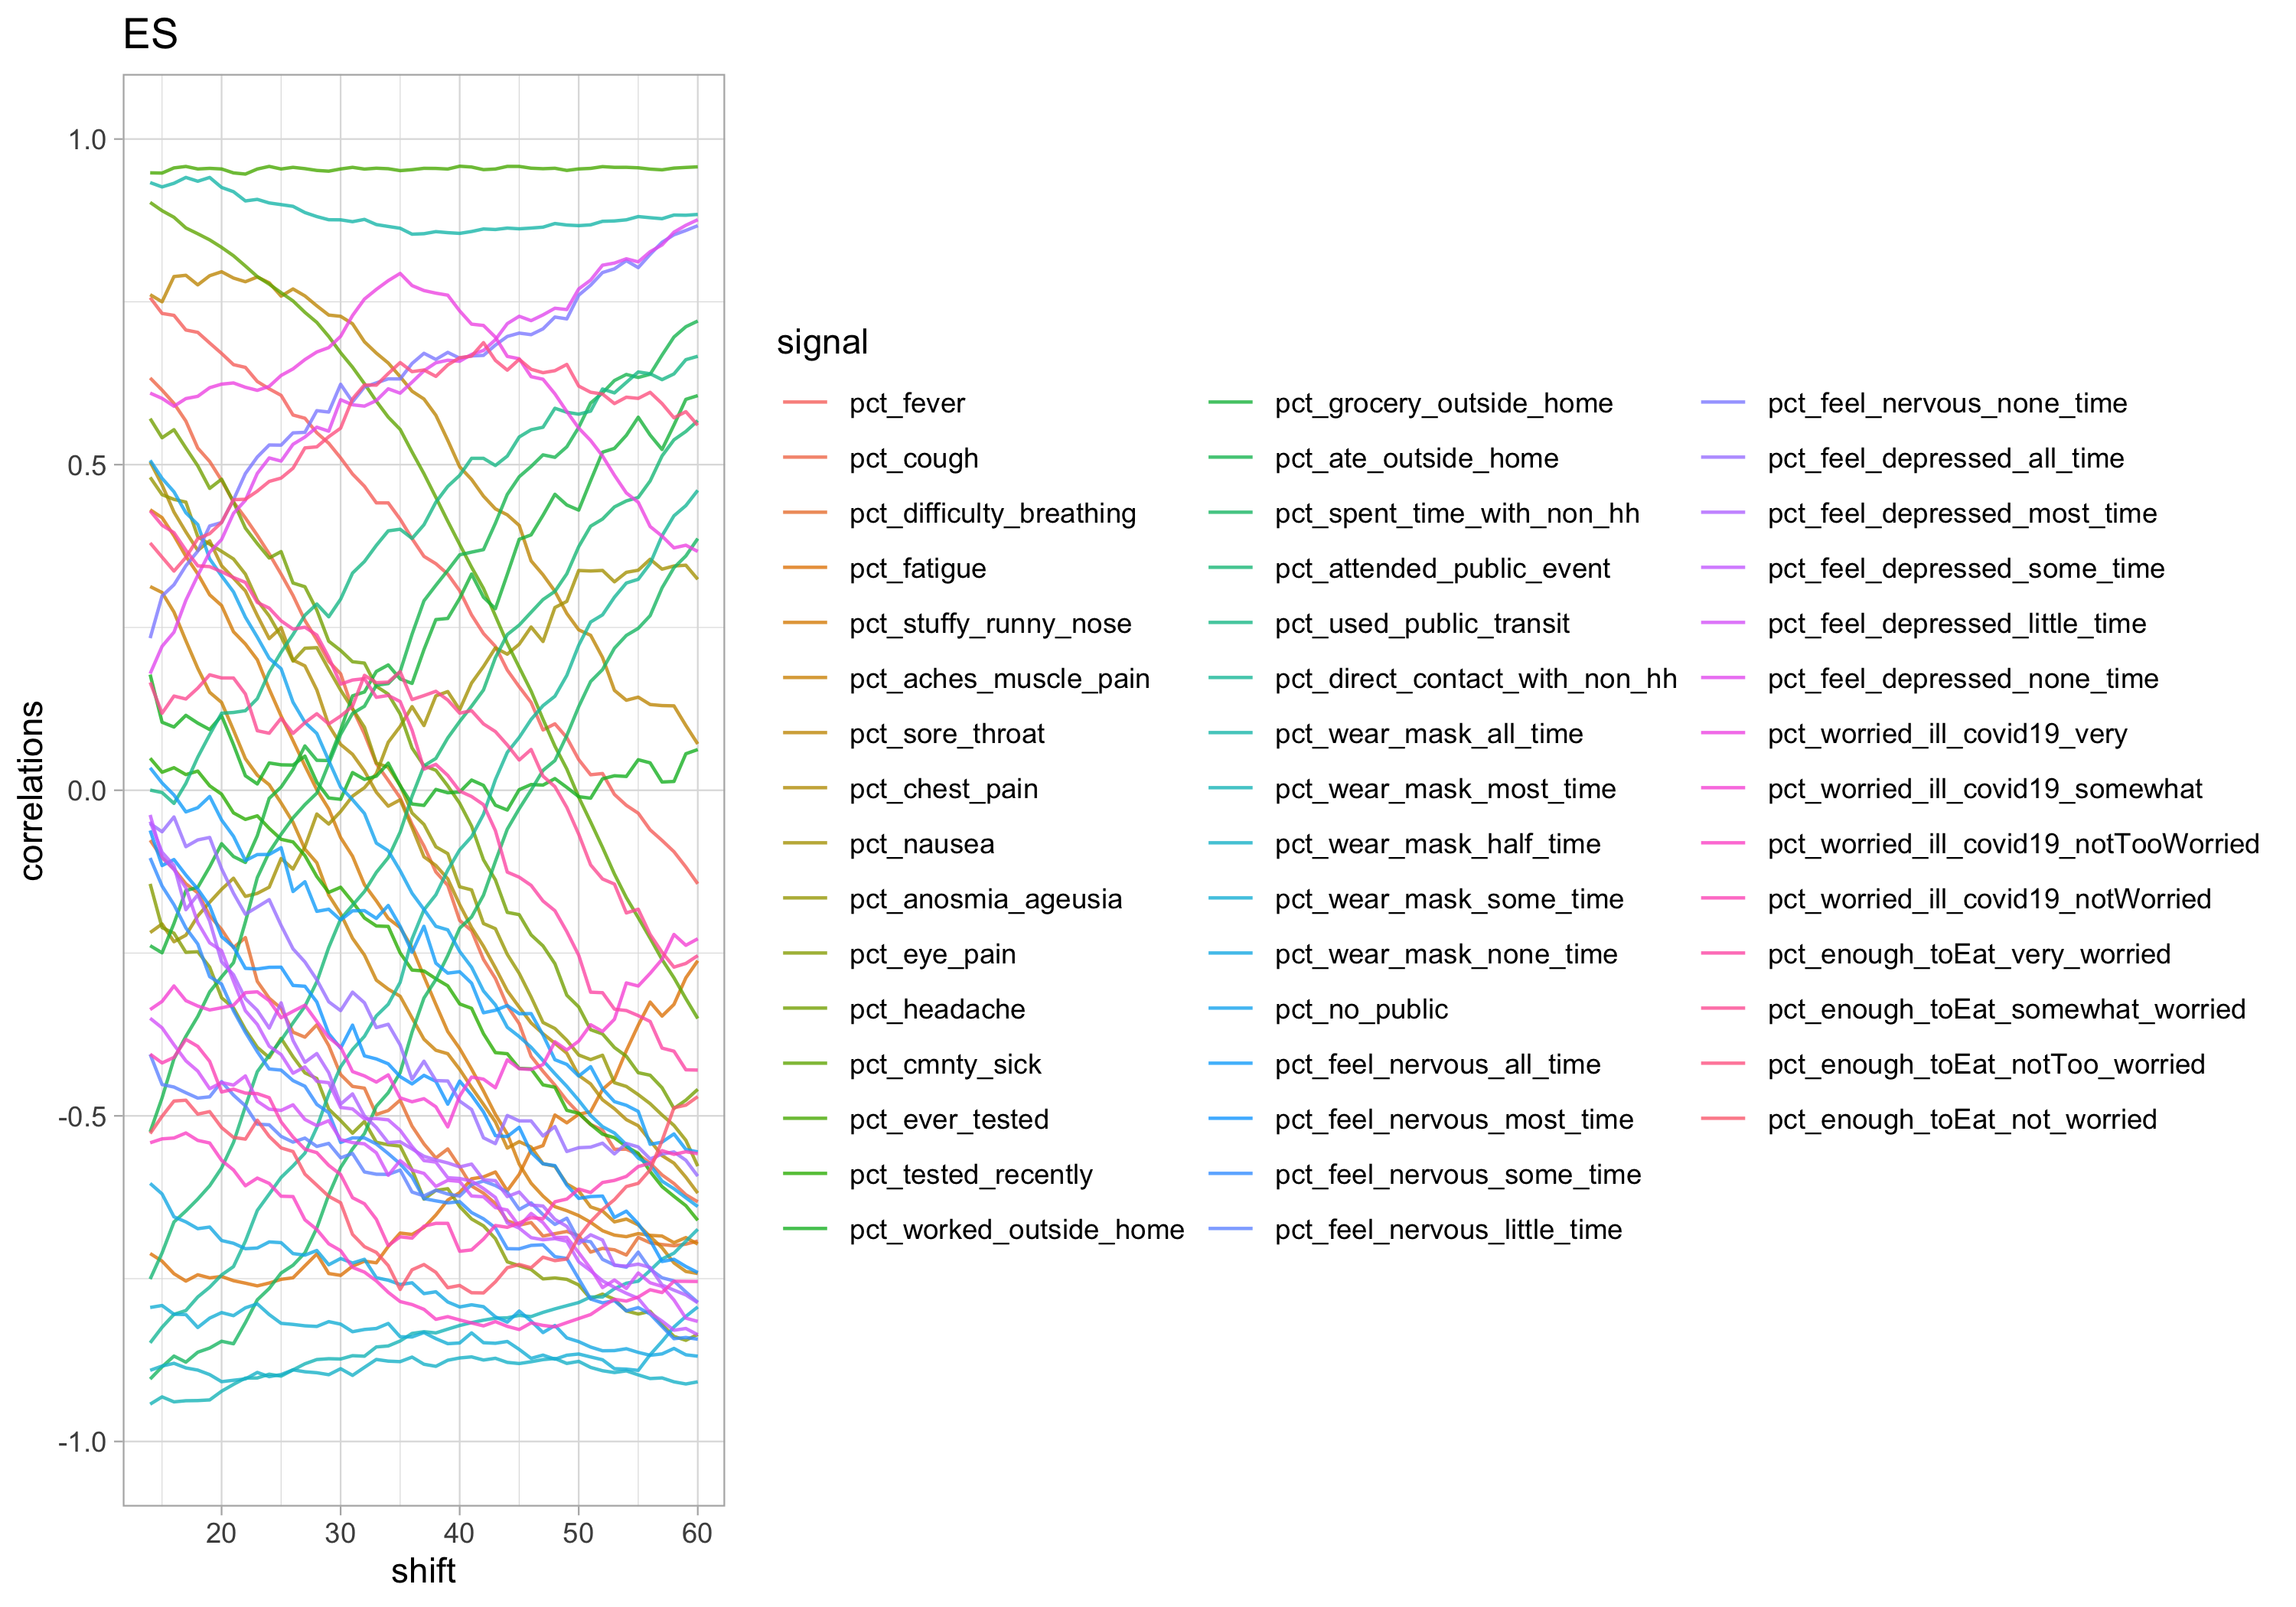 ES
1.0
0.5
0.0
-0.5
-1.0
correlations
20 30 40 50 60
shift
signal
pct_fever
pct_cough
pct_difficulty_breathing
pct_fatigue
pct_stuffy_runny_nose
pct_aches_muscle_pain
pct_sore_throat
pct_chest_pain
pct_nausea
pct_anosmia_ageusia
pct_eye_pain
pct_headache
pct_cmnty_sick
pct_ever_tested
pct_tested_recently
pct_worked_outside_home
pct_grocery_outside_home
pct_ate_outside_home
pct_spent_time_with_non_hh
pct_attended_public_event
pct_used_public_transit
pct_direct_contact_with_non_hh
pct_wear_mask_all_time
pct_wear_mask_most_time
pct_wear_mask_half_time
pct_wear_mask_some_time
pct_wear_mask_none_time
pct_no_public
pct_feel_nervous_all_time
pct_feel_nervous_most_time
pct_feel_nervous_some_time
pct_feel_nervous_little_time
pct_feel_nervous_none_time
pct_feel_depressed_all_time
pct_feel_depressed_most_time
pct_feel_depressed_some_time
pct_feel_depressed_little_time
pct_feel_depressed_none_time
pct_worried_ill_covid19_very
pct_worried_ill_covid19_somewhat
pct_worried_ill_covid19_notTooWorried
pct_worried_ill_covid19_notWorried
pct_enough_toEat_very_worried
pct_enough_toEat_somewhat_worried
pct_enough_toEat_notToo_worried
pct_enough_toEat_not_worried